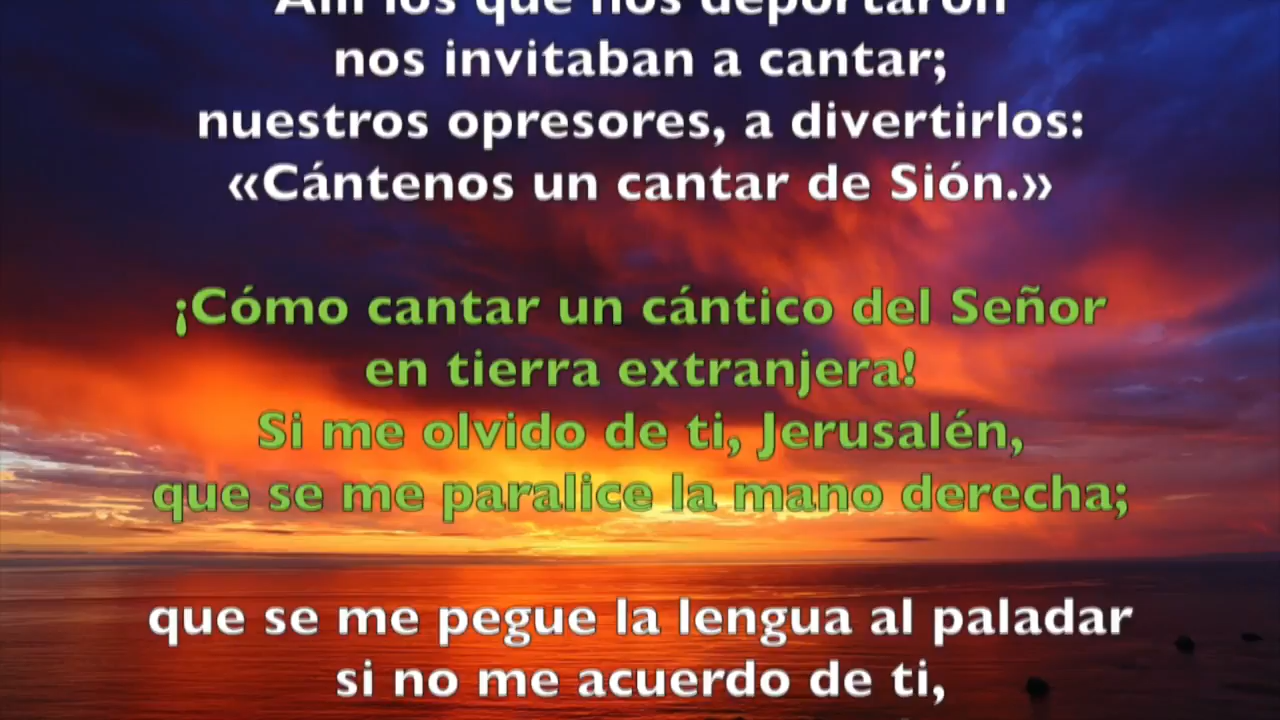 Allí los que nos deportaron
nos invitaban a cantar;
nuestros opresores, a divertirlos:
«Cántenos un cantar de Sión.»
¡Cómo cantar un cántico del Señor
en tierra extranjera!
Si me olvido de ti, Jerusalén,
que se me paralice la mano derecha;
que se me pegue la lengua al paladar
si no me acuerdo de ti,